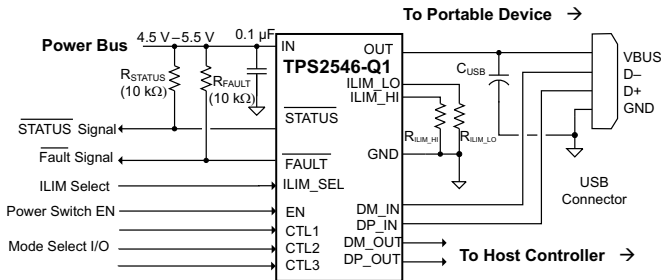 To Portable Device →
4.5 V–5.5 V
0.1 µF
Power Bus
IN
OUT
TPS2546-Q1
RSTATUS
(10 kΩ)
RFAULT
(10 kΩ)
ILIM_LO
ILIM_HI
CUSB
VBUS
D–
D+
GND
STATUS
STATUS Signal
RILIM_HI
RILIM_LO
Fault Signal
FAULT
GND
ILIM Select
ILIM_SEL
USB
Connector
Power Switch EN
EN
DM_IN
CTL1
DP_IN
Mode Select I/O
CTL2
DM_OUT
CTL3
DP_OUT
To Host Controller →